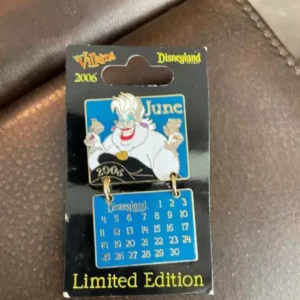 Villains
Disneyland
2006
June
2006
Disneyland 1 2 3
4 5 6 7 8 9 10
11 12 13 14 15 16 17
18 19 20 21 22 23 24
25 26 27 28 29 30
Limited Edition